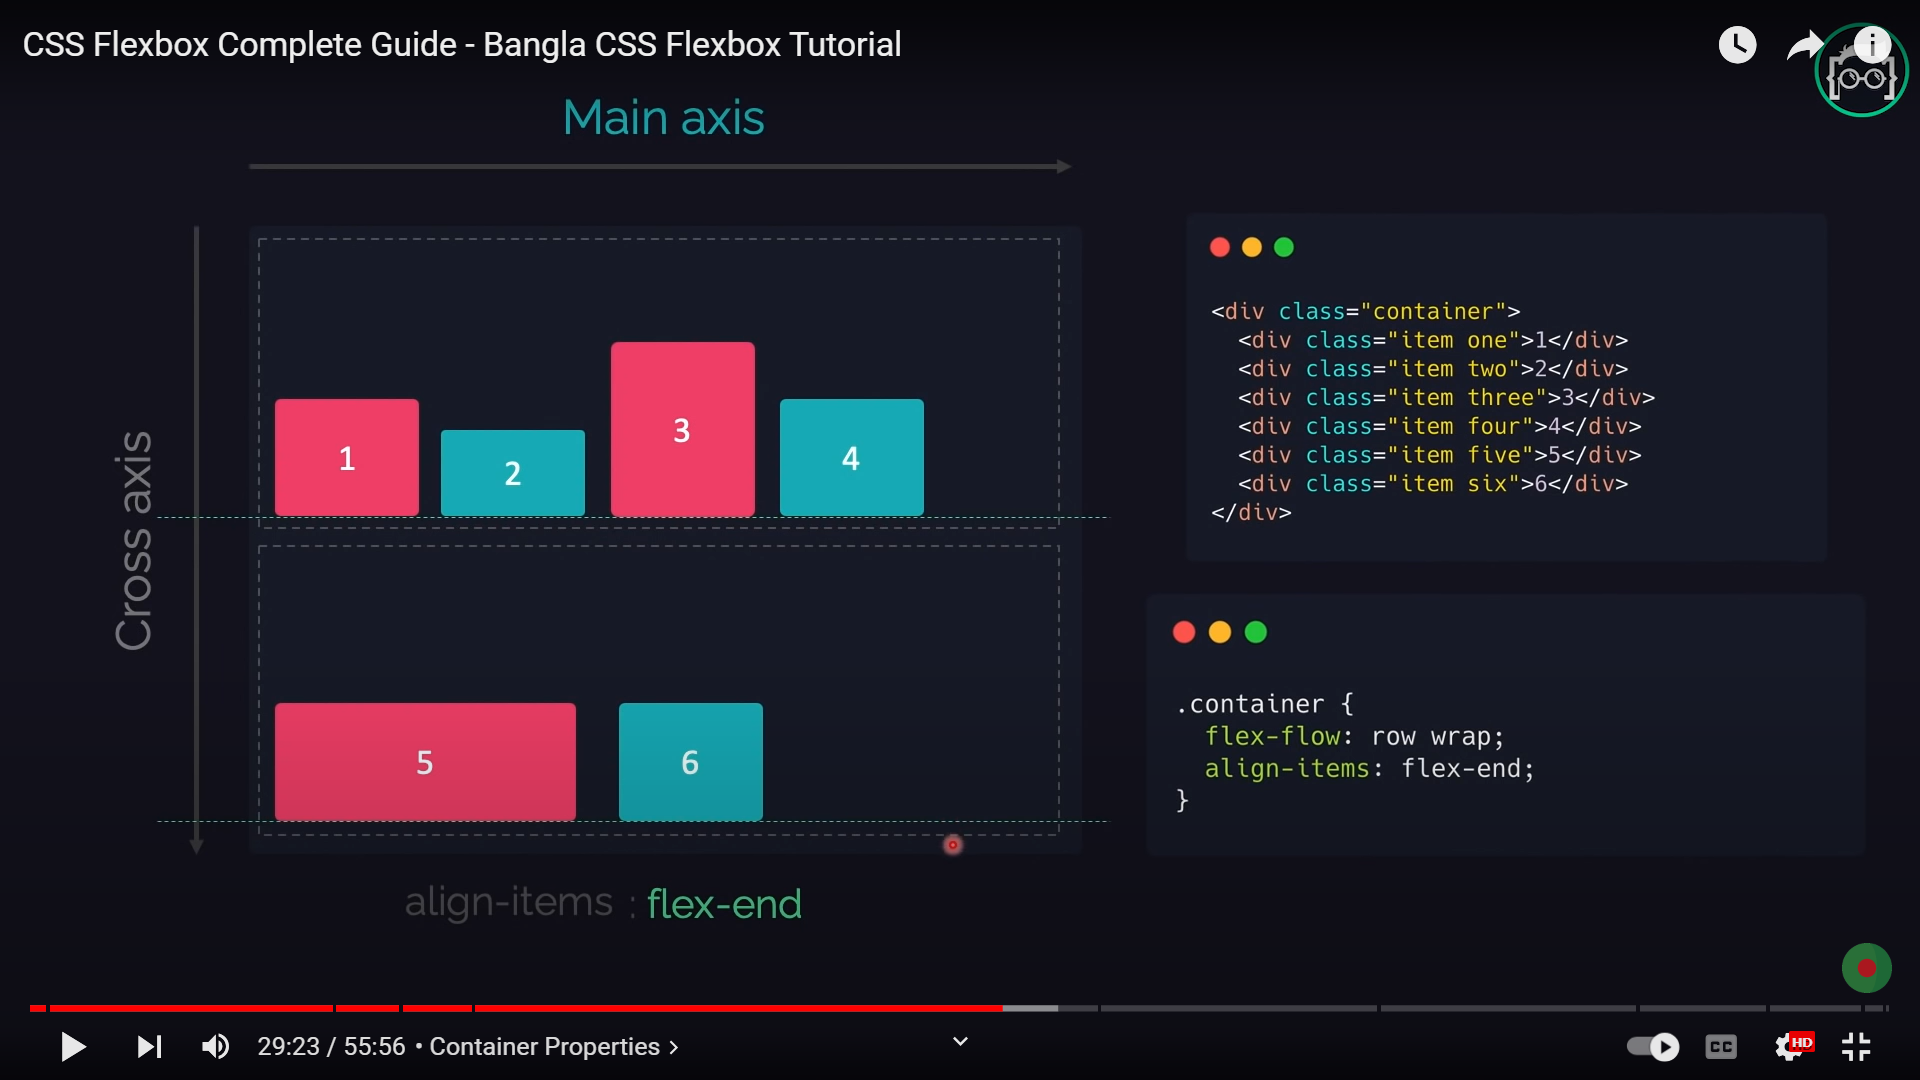 CSS Flexbox Complete Guide - Bangla CSS Flexbox Tutorial
Main axis
Cross axis
1
2
3
4
5
6
align-items : flex-end
<div class="container">
<div class="item one">1</div>
<div class="item two">2</div>
<div class="item three">3</div>
<div class="item four">4</div>
<div class="item five">5</div>
<div class="item six">6</div>
</div>
.container {
flex-flow: row wrap;
align-items: flex-end;
}
29:23 / 55:56 • Container Properties >
CC
HD